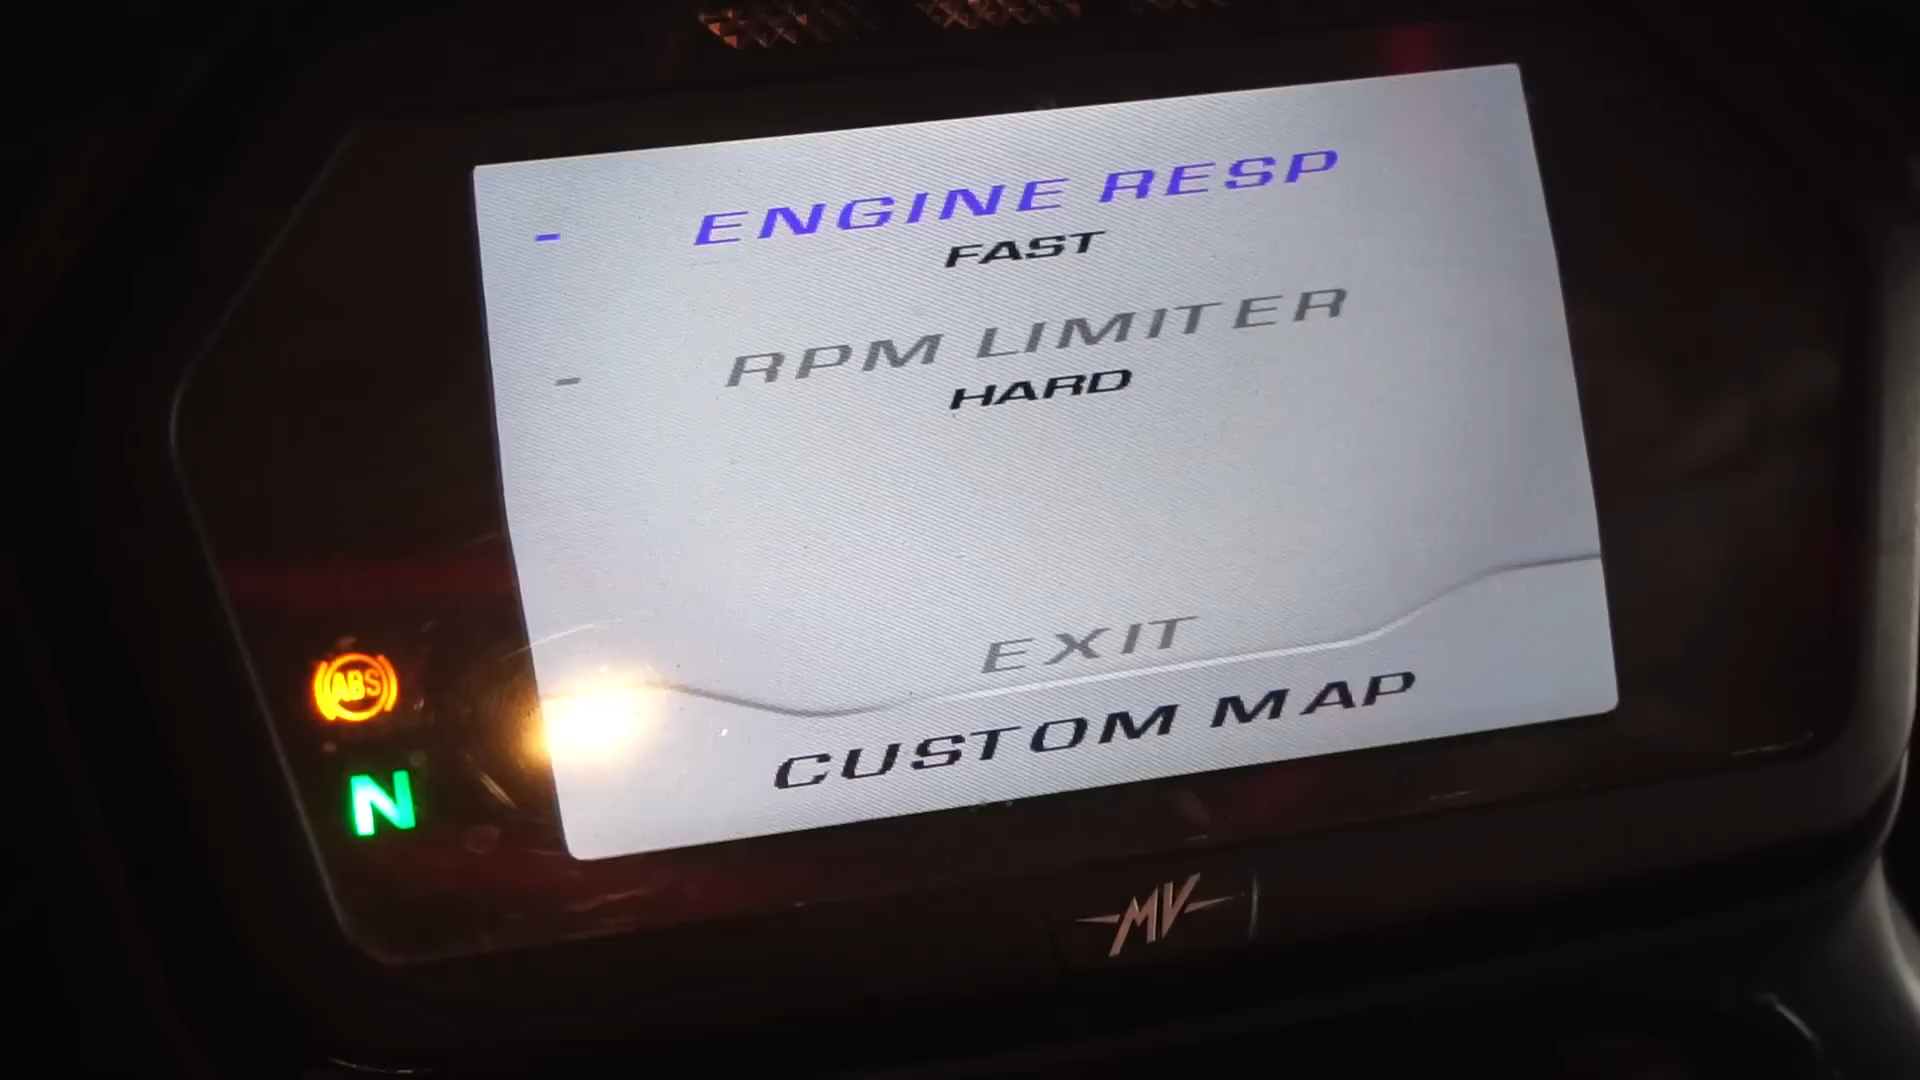 - ENGINE RESP
FAST
- RPM LIMITER
HARD
EXIT
CUSTOM MAP
ABS
N
MV